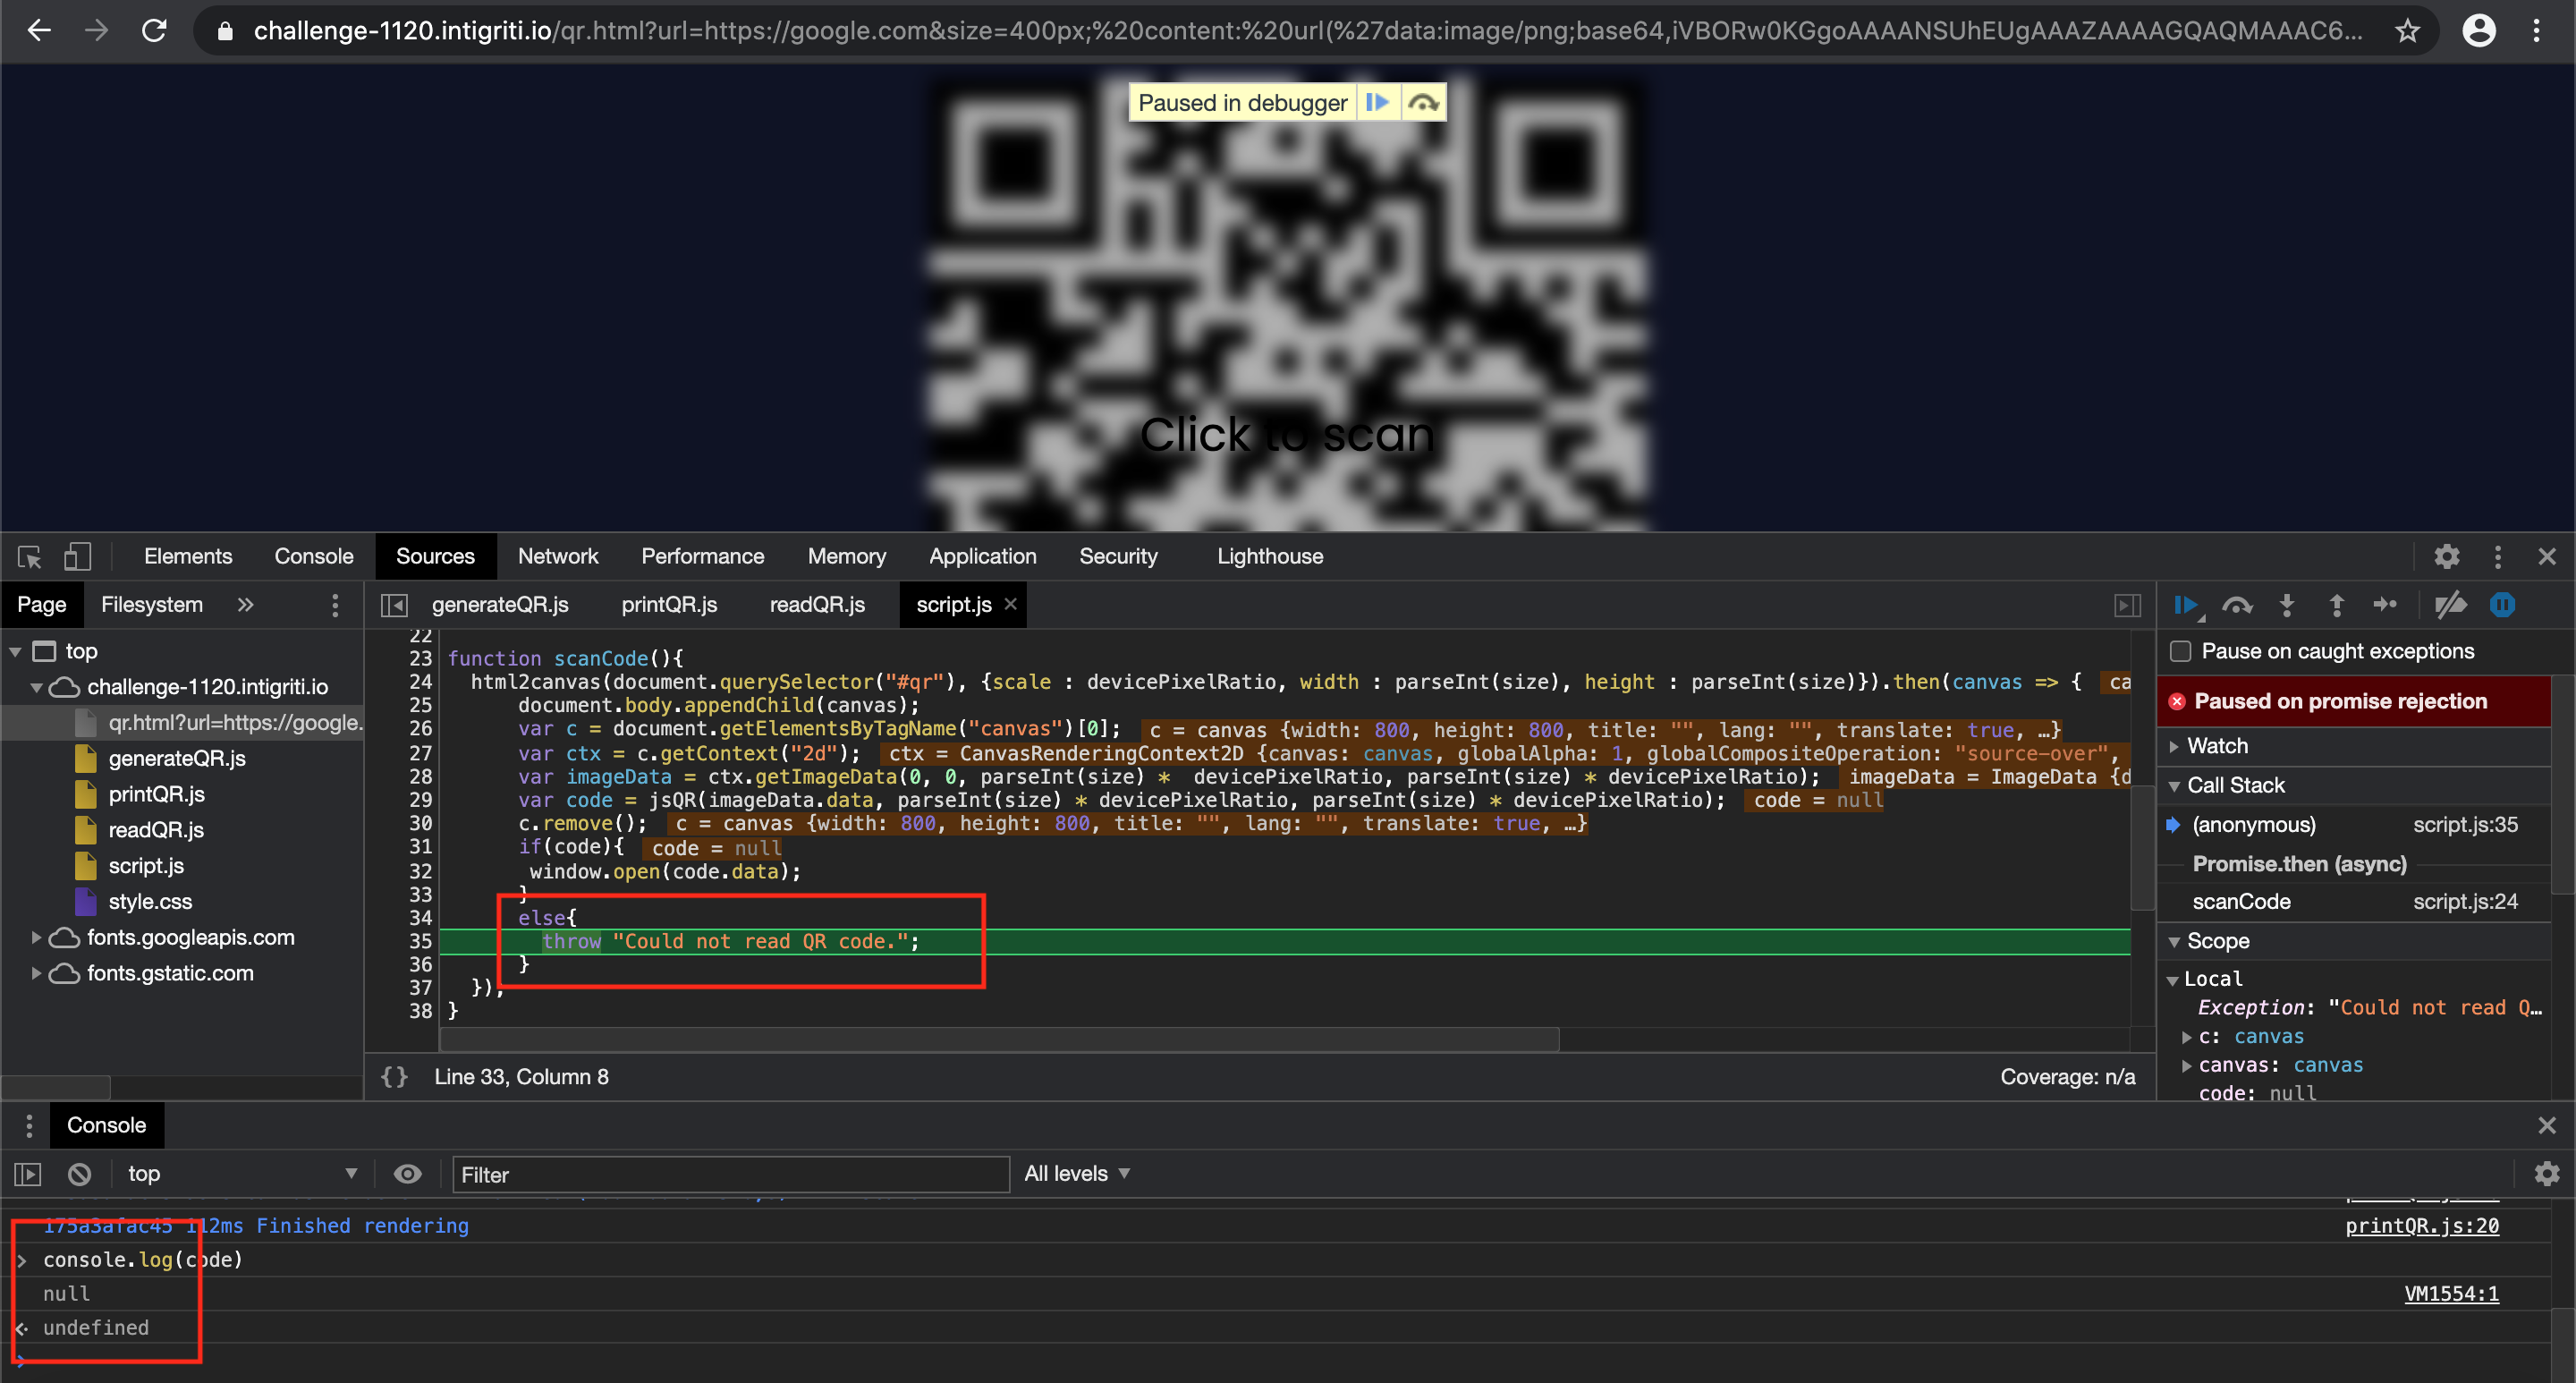 challenge-1120.intigriti.io/qr.html?url=https://google.com&size=400px;%20content:%20url(%27data:image/png;base64,iVBORw0KGgoAAAANSUhEUgAAAZAAAAGQAQMAAAC6...
Paused in debugger
Click to scan
Elements Console Sources Network Performance Memory Application Security Lighthouse
Page Filesystem » generateQR.js printQR.js readQR.js script.js ×
top
challenge-1120.intigriti.io
qr.html?url=https://google.
generateQR.js
printQR.js
readQR.js
script.js
style.css
fonts.googleapis.com
fonts.gstatic.com
22
23 function scanCode(){
24 html2canvas(document.querySelector("#qr"), {scale : devicePixelRatio, width : parseInt(size), height : parseInt(size)}).then(canvas => { ca
25 document.body.appendChild(canvas);
26 var c = document.getElementsByTagName("canvas")[0]; c = canvas {width: 800, height: 800, title: "", lang: "", translate: true, …}
27 var ctx = c.getContext("2d"); ctx = CanvasRenderingContext2D {canvas: canvas, globalAlpha: 1, globalCompositeOperation: "source-over",
28 var imageData = ctx.getImageData(0, 0, parseInt(size) * devicePixelRatio, parseInt(size) * devicePixelRatio); imageData = ImageData {d
29 var code = jsQR(imageData.data, parseInt(size) * devicePixelRatio, parseInt(size) * devicePixelRatio); code = null
30 c.remove(); c = canvas {width: 800, height: 800, title: "", lang: "", translate: true, …}
31 if(code){ code = null
32 window.open(code.data);
33 }
34 else{
35 throw "Could not read QR code.";
36 }
37 });
38 }
{} Line 33, Column 8 Coverage: n/a
Pause on caught exceptions
Paused on promise rejection
Watch
Call Stack
(anonymous) script.js:35
Promise.then (async)
scanCode script.js:24
Scope
Local
Exception: "Could not read Q…
c: canvas
canvas: canvas
code: null
Console
top Filter All levels
175a3afac45 112ms Finished rendering printQR.js:20
> console.log(code)
null VM1554:1
undefined